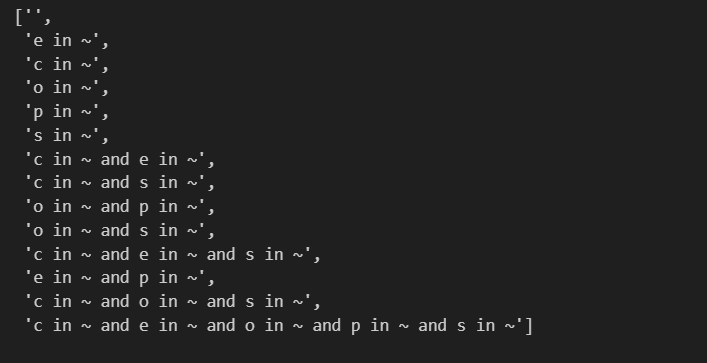 ['',
'e in ~',
'c in ~',
'o in ~',
'p in ~',
's in ~',
'c in ~ and e in ~',
'c in ~ and s in ~',
'o in ~ and p in ~',
'o in ~ and s in ~',
'c in ~ and e in ~ and s in ~',
'e in ~ and p in ~',
'c in ~ and o in ~ and s in ~',
'c in ~ and e in ~ and o in ~ and p in ~ and s in ~']